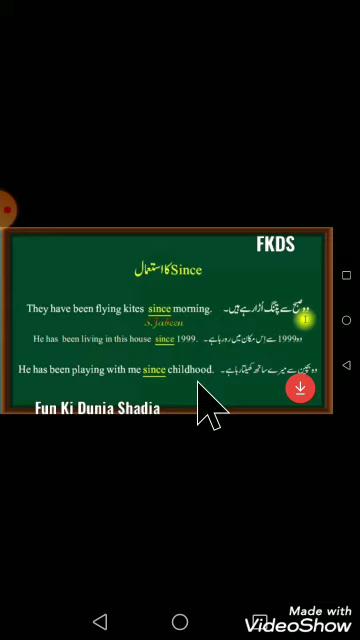 FKDS
Since کا استعمال
They have been flying kites since morning. وہ صبح سے پتنگ اُڑا رہے ہیں۔
S. Jabeen
He has been living in this house since 1999. وہ 1999 سے اِس مکان میں رہ رہا ہے۔
He has been playing with me since childhood. وہ بچپن سے میرے ساتھ کھیلتا رہا ہے۔
Fun Ki Dunia Shadia
Made with
VideoShow